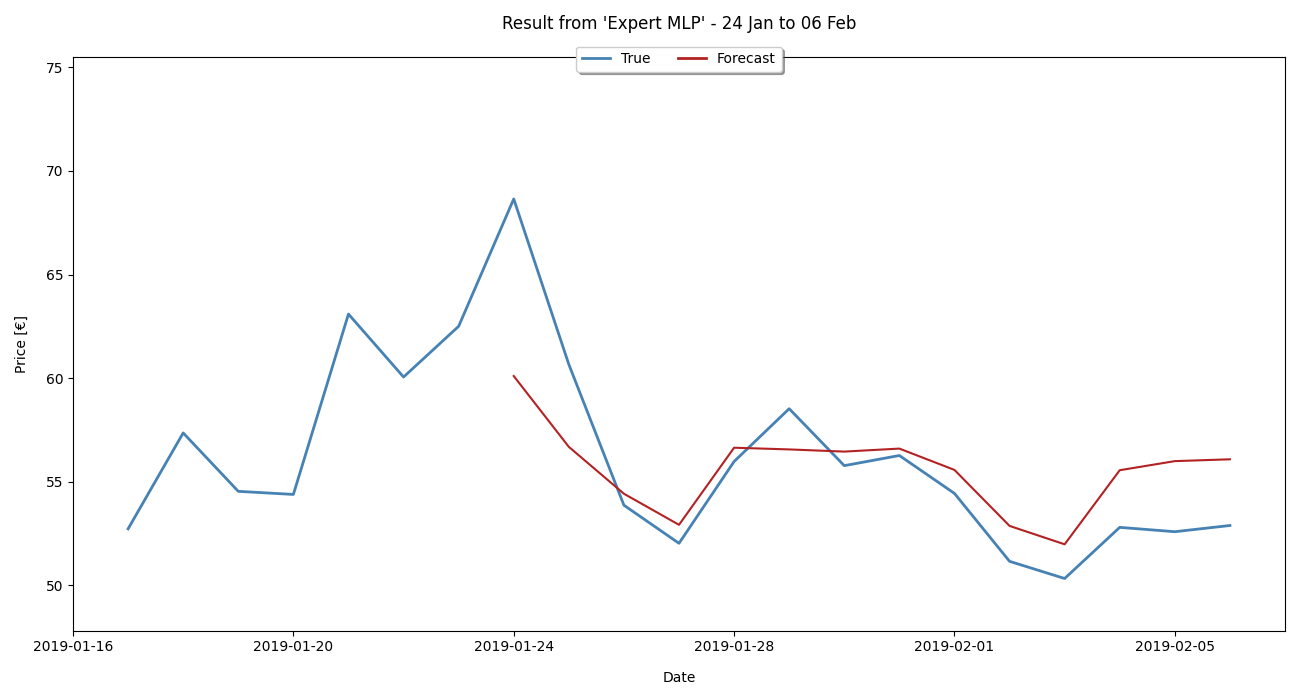 Result from 'Expert MLP' - 24 Jan to 06 Feb
True Forecast
75
70
65
60
55
50
Price [€]
2019-01-16 2019-01-20 2019-01-24 2019-01-28 2019-02-01 2019-02-05
Date